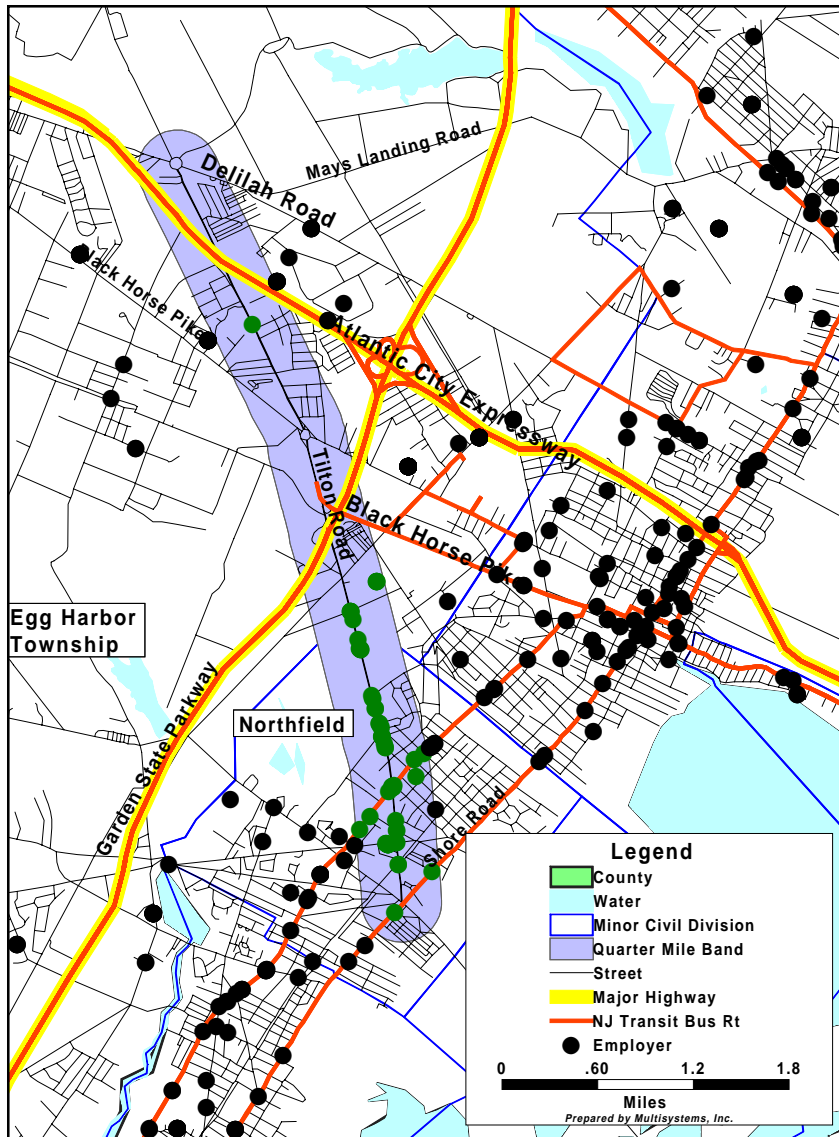 Mays Landing Road
Delilah Road
lack Horse Pike
Atlantic City Expressway
Tilton Road
Black Horse Pik
Egg Harbor
Township
Garden State Parkway
Northfield
Shore Road
Legend
County
Water
Minor Civil Division
Quarter Mile Band
Street
Major Highway
NJ Transit Bus Rt
Employer
0 .60 1.2 1.8
Miles
Prepared by Multisystems, Inc.